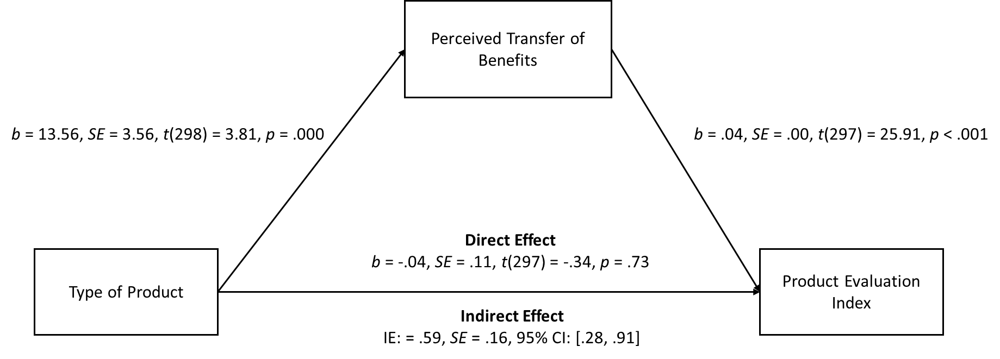 Perceived Transfer of
Benefits
b = 13.56, SE = 3.56, t(298) = 3.81, p = .000
b = .04, SE = .00, t(297) = 25.91, p < .001
Direct Effect
b = -.04, SE = .11, t(297) = -.34, p = .73
Type of Product
Product Evaluation
Index
Indirect Effect
IE: = .59, SE = .16, 95% CI: [.28, .91]